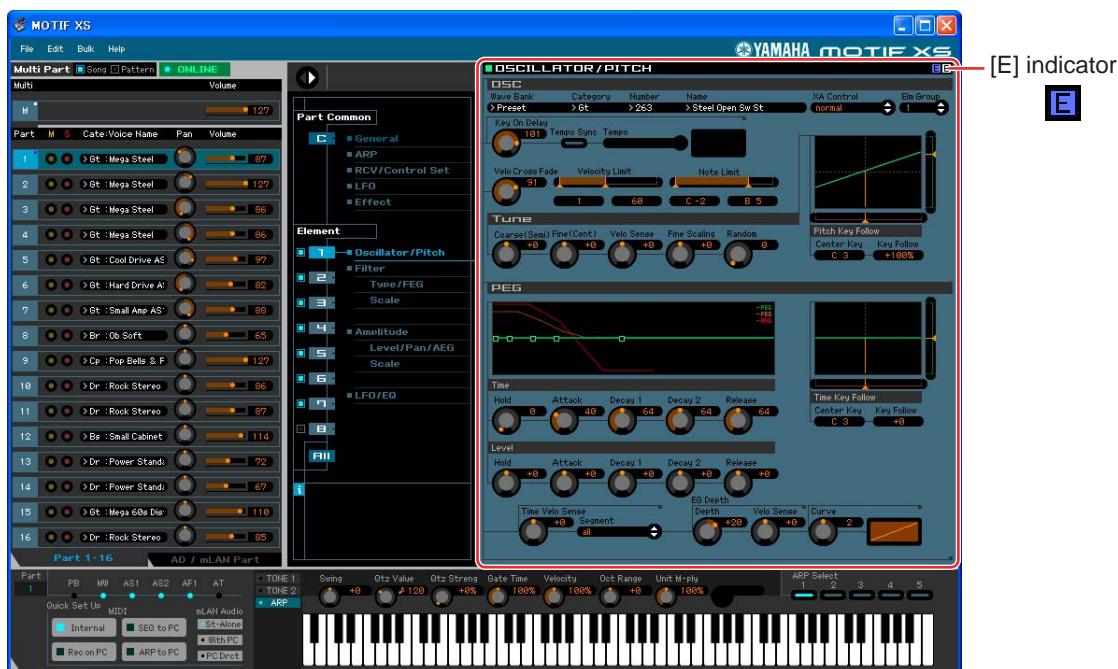 MOTIF XS
File Edit Bulk Help
YAMAHA MOTIF XS
Multi Part Song Pattern ONLINE
Multi Volume
M 127
Part M S Cate:Voice Name Pan Volume
1 >Gt :Mega Steel 87
2 >Gt :Mega Steel 127
3 >Gt :Mega Steel 86
4 >Gt :Mega Steel 86
5 >Gt :Cool Drive AS 97
6 >Gt :Hard Drive A 82
7 >Gt :Small Amp AS 88
8 >Br :Ob Soft 65
9 >Cp :Pop Bells & F 127
10 >Dr :Rock Stereo 86
11 >Dr :Rock Stereo 87
12 >Bs :Small Cabinet 114
13 >Dr :Power Standa 72
14 >Dr :Power Standa 67
15 >Gt :Mega 60s Dis 110
16 >Dr :Rock Stereo 85
Part 1-16 AD / mLAN Part
Part Common
C General
ARP
RCV/Control Set
LFO
Effect
Element
1 Oscillator/Pitch
2 Filter
Type/FEG
3 Scale
4 Amplitude
5 Level/Pan/AEG
Scale
6
7 LFO/EQ
8
All
i
OSCILLATOR/PITCH E E
OSC
Wave Bank Category Number Name XA Control Elm Group
>Preset >Gt >263 >Steel Open Sw St normal 1
Key On Delay
101 Tempo Sync Tempo
Velo Cross Fade Velocity Limit Note Limit
91
1 60 C -2 B 5
Tune
Coarse(Semi) Fine(Cent) Velo Sense Fine Scaling Random
+0 +0 +0 +0 0
Pitch Key Follow
Center Key Key Follow
C 3 +100%
PEG
-PEG
-FEG
-AEG
Time
Hold Attack Decay 1 Decay 2 Release
0 40 64 64 64
Time Key Follow
Center Key Key Follow
C 3 +0
Level
Hold Attack Decay 1 Decay 2 Release
+0 +0 +0 +0 +0
EG Depth
Time Velo Sense Segment Depth Velo Sense Curve
+0 all +20 +0 2
[E] indicator
E
Part
1
PB MW AS1 AS2 AF1 AT
Quick Set Up MIDI mLAN Audio
Internal SEQ to PC St-Alone
With PC
Rec on PC ARP to PC PC Drct
TONE 1
TONE 2
ARP
Swing Qtz Value Qtz Streng Gate Time Velocity Oct Range Unit M-ply
+0 120 +0% 100% 100% +0 100%
ARP Select
1 2 3 4 5